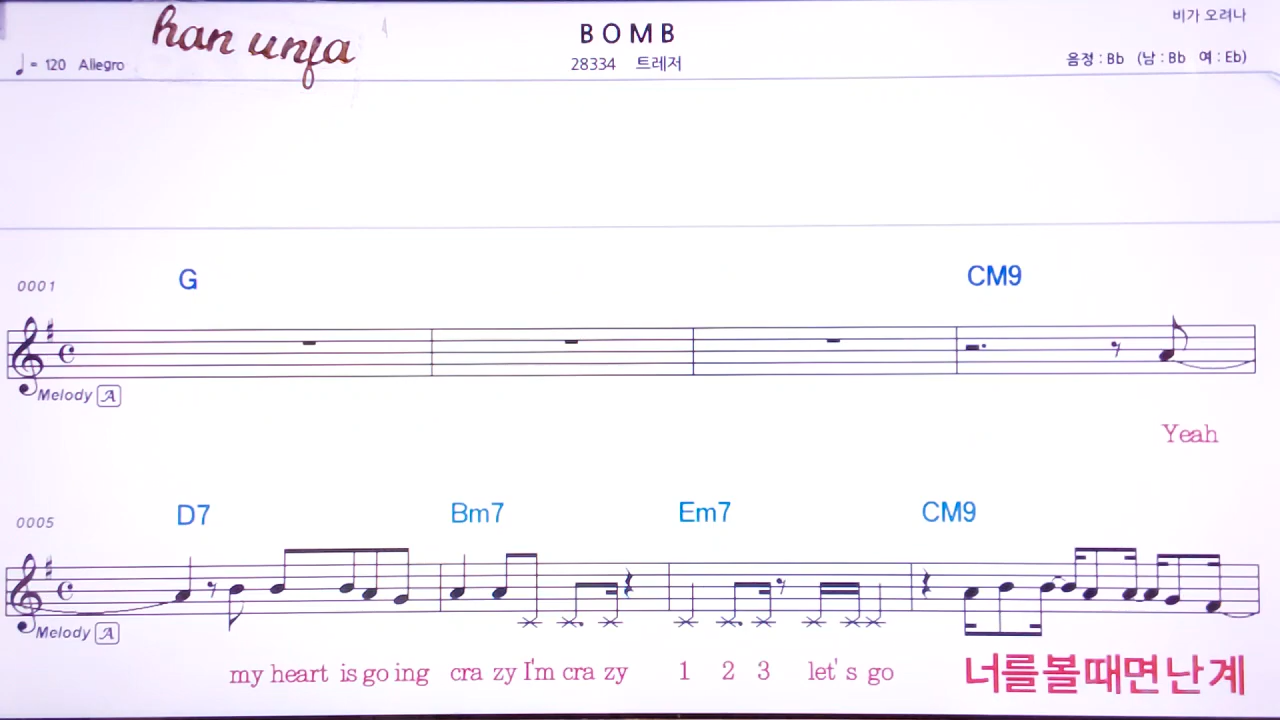 han unfa
BOMB
비가 오려나
♩= 120 Allegro
28334 트레저
음정 : Bb (남 : Bb 여 : Eb)
0001
G CM9
Melody A
Yeah
0005
D7 Bm7 Em7 CM9
Melody A
my heart is go ing cra zy I'm cra zy 1 2 3 let's go 너를볼때면난계